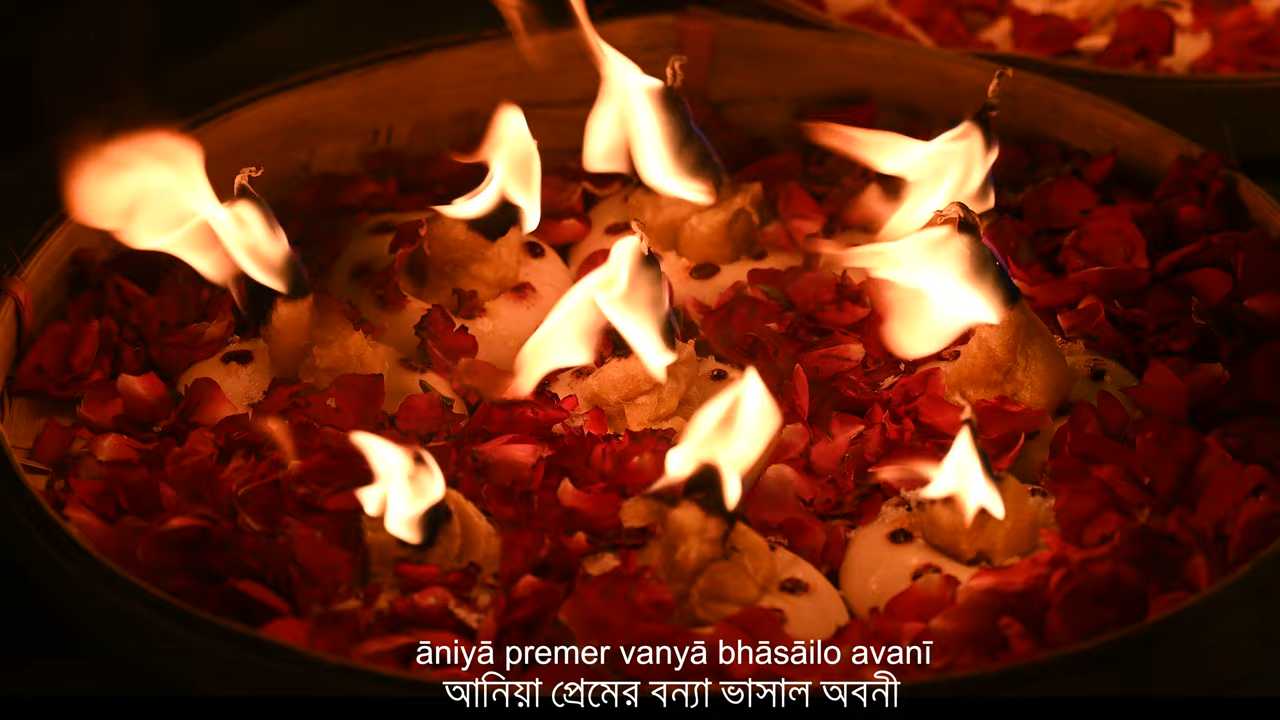 āniyā premer vanyā bhāsāilo avanī
আনিয়া প্রেমের বন্যা ভাসাল অবনী